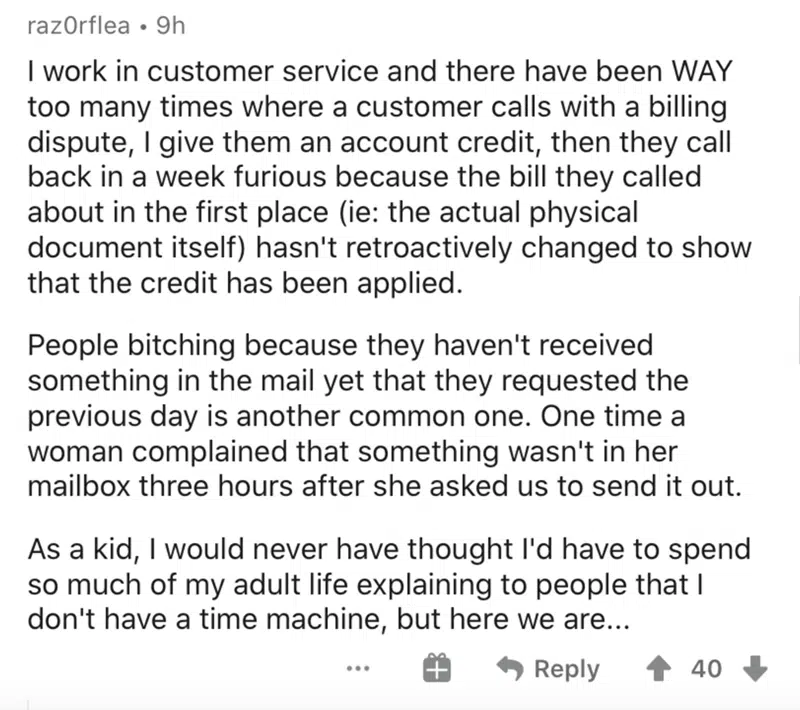 raz0rflea • 9h
I work in customer service and there have been WAY
too many times where a customer calls with a billing
dispute, I give them an account credit, then they call
back in a week furious because the bill they called
about in the first place (ie: the actual physical
document itself) hasn't retroactively changed to show
that the credit has been applied.
People bitching because they haven't received
something in the mail yet that they requested the
previous day is another common one. One time a
woman complained that something wasn't in her
mailbox three hours after she asked us to send it out.
As a kid, I would never have thought I'd have to spend
so much of my adult life explaining to people that I
don't have a time machine, but here we are...
Reply 40